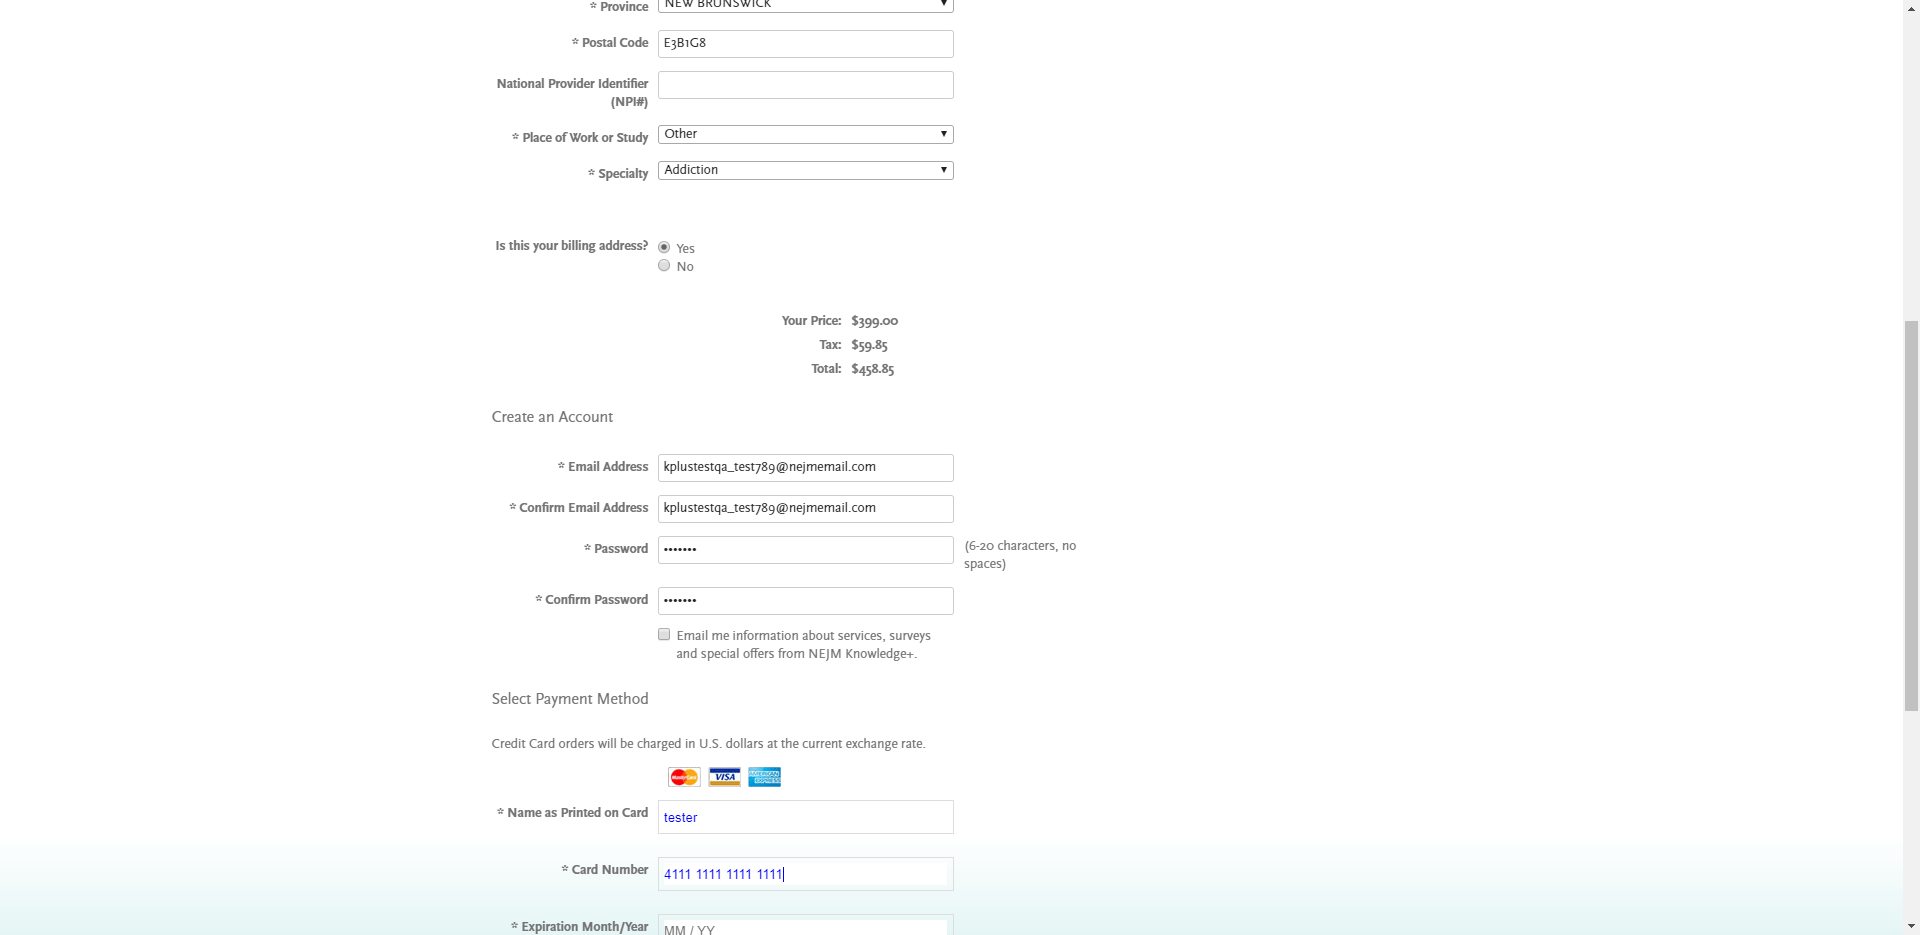 * Province NEW BRUNSWICK
* Postal Code E3B1G8
National Provider Identifier
(NPI#)
* Place of Work or Study Other
* Specialty Addiction
Is this your billing address? Yes
No
Your Price: $399.00
Tax: $59.85
Total: $458.85
Create an Account
* Email Address kplustestqa_test789@nejmemail.com
* Confirm Email Address kplustestqa_test789@nejmemail.com
* Password ••••••• (6-20 characters, no
spaces)
* Confirm Password •••••••
Email me information about services, surveys
and special offers from NEJM Knowledge+.
Select Payment Method
Credit Card orders will be charged in U.S. dollars at the current exchange rate.
MasterCard VISA AMERICAN EXPRESS
* Name as Printed on Card tester
* Card Number 4111 1111 1111 1111
* Expiration Month/Year MM / YY